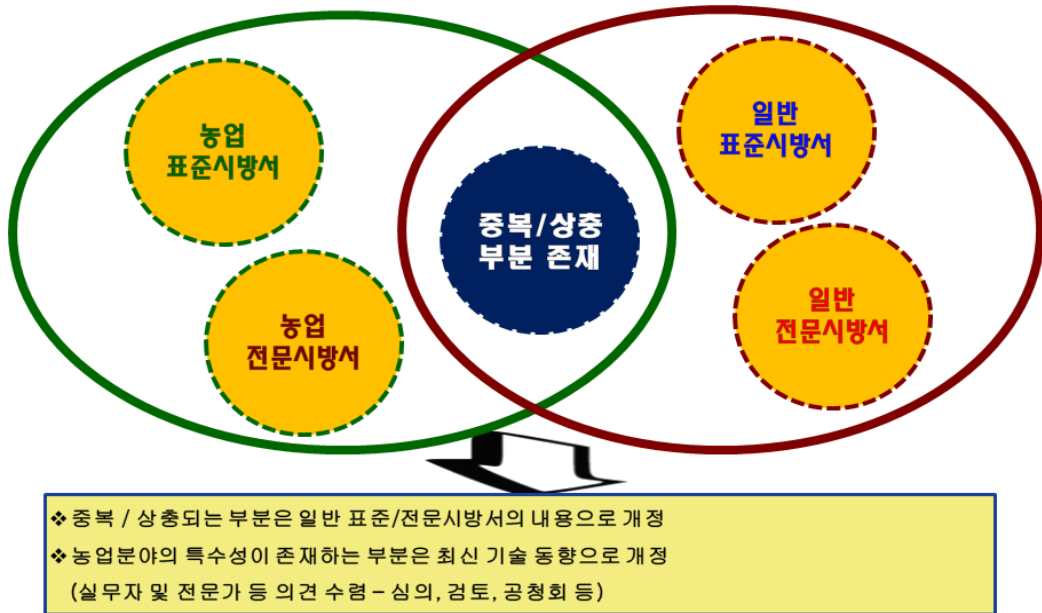 농업
표준시방서
일반
표준시방서
중복/상충
부분 존재
농업
전문시방서
일반
전문시방서
❖ 중복 / 상충되는 부분은 일반 표준/전문시방서의 내용으로 개정
❖ 농업분야의 특수성이 존재하는 부분은 최신 기술 동향으로 개정
(실무자 및 전문가 등 의견 수렴 – 심의, 검토, 공청회 등)